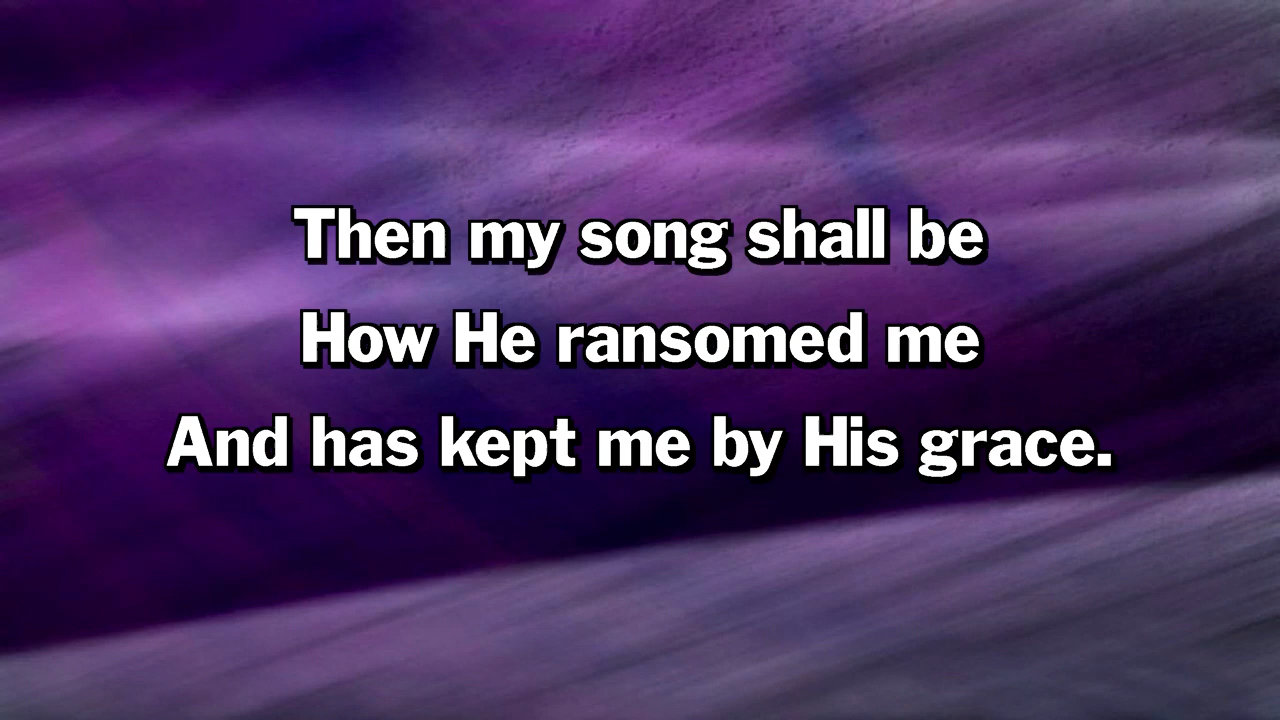 Then my song shall be
How He ransomed me
And has kept me by His grace.